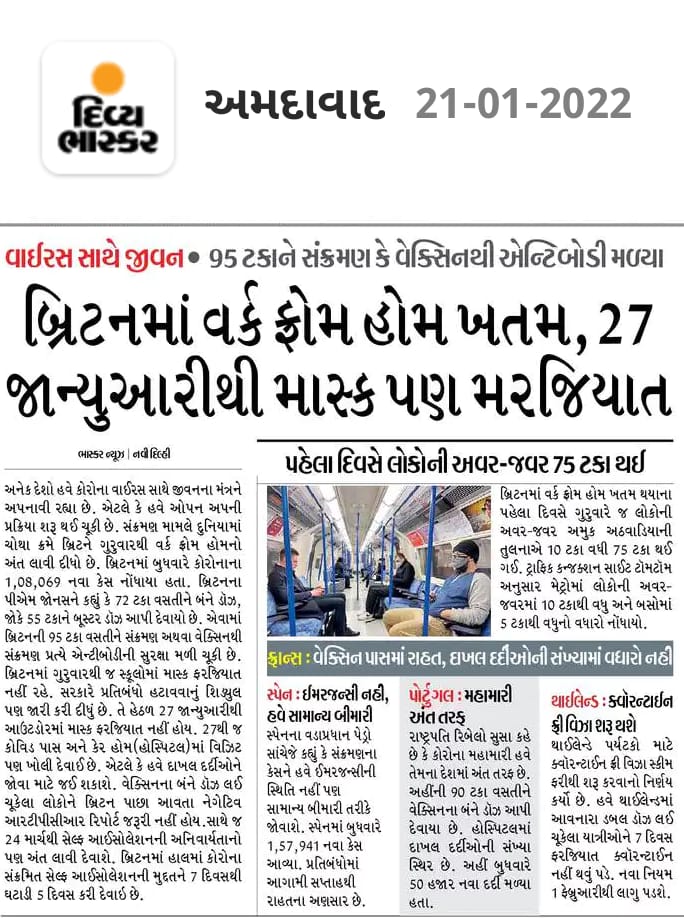 દિવ્ય
ભાસ્કર
અમદાવાદ 21-01-2022
વાઈરસ સાથે જીવન • 95 ટકાને સંક્રમણ કે વેક્સિનથી એન્ટિબોડી મળ્યા
બ્રિટનમાં વર્ક ફ્રોમ હોમ ખતમ, 27
જાન્યુઆરીથી માસ્ક પણ મરજિયાત
ભાસ્કર ન્યૂઝ | નવી દિલ્હી
અનેક દેશો હવે કોરોના વાઈરસ સાથે જીવનના મંત્રને
અપનાવી રહ્યા છે. એટલે કે હવે ઓપન અપની
પ્રક્રિયા શરૂ થઈ ચૂકી છે. સંક્રમણ મામલે દુનિયામાં
ચોથા ક્રમે બ્રિટને ગુરુવારથી વર્ક ફ્રોમ હોમનો
અંત લાવી દીધો છે. બ્રિટનમાં બુધવારે કોરોનાના
1,08,069 નવા કેસ નોંધાયા હતા. બ્રિટનના
પીએમ જોનસને કહ્યું કે 72 ટકા વસતીને બંને ડૉઝ,
જોકે 55 ટકાને બૂસ્ટર ડૉઝ આપી દેવાયો છે. એવામાં
બ્રિટનની 95 ટકા વસતીને સંક્રમણ અથવા વેક્સિનથી
સંક્રમણ પ્રત્યે એન્ટીબોડીની સુરક્ષા મળી ચૂકી છે.
બ્રિટનમાં ગુરુવારથી જ સ્કૂલોમાં માસ્ક ફરજિયાત
નહીં રહે. સરકારે પ્રતિબંધો હટાવવાનું શિડ્યુલ
પણ જારી કરી દીધું છે. તે હેઠળ 27 જાન્યુઆરીથી
આઉટડોરમાં માસ્ક ફરજિયાત નહીં હોય. 27થી જ
કોવિડ પાસ અને કેર હોમ(હોસ્પિટલ)માં વિઝિટ
પણ ખોલી દેવાઈ છે. એટલે કે હવે દાખલ દર્દીઓને
જોવા માટે જઈ શકાશે. વેક્સિનના બંને ડૉઝ લઈ
ચૂકેલા લોકોને બ્રિટન પાછા આવતા નેગેટિવ
આરટીપીસીઆર રિપોર્ટ જરૂરી નહીં હોય. સાથે જ
24 માર્ચથી સેલ્ફ આઈસોલેશનની અનિવાર્યતાનો
પણ અંત લાવી દેવાશે. બ્રિટનમાં હાલમાં કોરોના
સંક્રમિત સેલ્ફ આઈસોલેશનની મુદ્દતને 7 દિવસથી
ઘટાડી 5 દિવસ કરી દેવાઇ છે.
પહેલા દિવસે લોકોની અવર-જવર 75 ટકા થઈ
બ્રિટનમાં વર્ક ફ્રોમ હોમ ખતમ થયાના
પહેલા દિવસે ગુરુવારે જ લોકોની
અવર-જવર અમુક અઠવાડિયાની
તુલનાએ 10 ટકા વધી 75 ટકા થઈ
ગઈ. ટ્રાફિક કન્જક્શન સાઈટ ટોમટોમ
અનુસાર મેટ્રોમાં લોકોની અવર-
જવરમાં 10 ટકાથી વધુ અને બસોમાં
5 ટકાથી વધુનો વધારો નોંધાયો.
ફ્રાન્સ : વેક્સિન પાસમાં રાહત, દાખલ દર્દીઓની સંખ્યામાં વધારો નહીં
સ્પેન : ઈમરજન્સી નહીં,
હવે સામાન્ય બીમારી
સ્પેનના વડાપ્રધાન પેડ્રો
સાંચેજે કહ્યું કે સંક્રમણના
કેસને હવે ઈમરજન્સીની
સ્થિતિ નહીં પણ
સામાન્ય બીમારી તરીકે
જોવાશે. સ્પેનમાં બુધવારે
1,57,941 નવા કેસ
આવ્યા. પ્રતિબંધોમાં
આગામી સપ્તાહથી
રાહતના અણસાર છે.
પોર્ટુગલ : મહામારી
અંત તરફ
રાષ્ટ્રપતિ રિબેલો સુસા કહે
છે કે કોરોના મહામારી હવે
તેમના દેશમાં અંત તરફ છે.
અહીંની 90 ટકા વસતીને
વેક્સિનના બંને ડૉઝ આપી
દેવાયા છે. હોસ્પિટલમાં
દાખલ દર્દીઓની સંખ્યા
સ્થિર છે. અહીં બુધવારે
50 હજાર નવા દર્દી મળ્યા
હતા.
થાઈલેન્ડ : ક્વોરન્ટાઈન
ફ્રી વિઝા શરૂ થશે
થાઈલેન્ડે પર્યટકો માટે
ક્વોરન્ટાઈન ફ્રી વિઝા સ્કીમ
ફરીથી શરૂ કરવાનો નિર્ણય
કર્યો છે. હવે થાઈલેન્ડમાં
આવનારા ડબલ ડૉઝ લઈ
ચૂકેલા યાત્રીઓને 7 દિવસ
ફરજિયાત ક્વૉરન્ટાઈન
નહીં થવું પડે. નવા નિયમ
1 ફેબ્રુઆરીથી લાગુ પડશે.